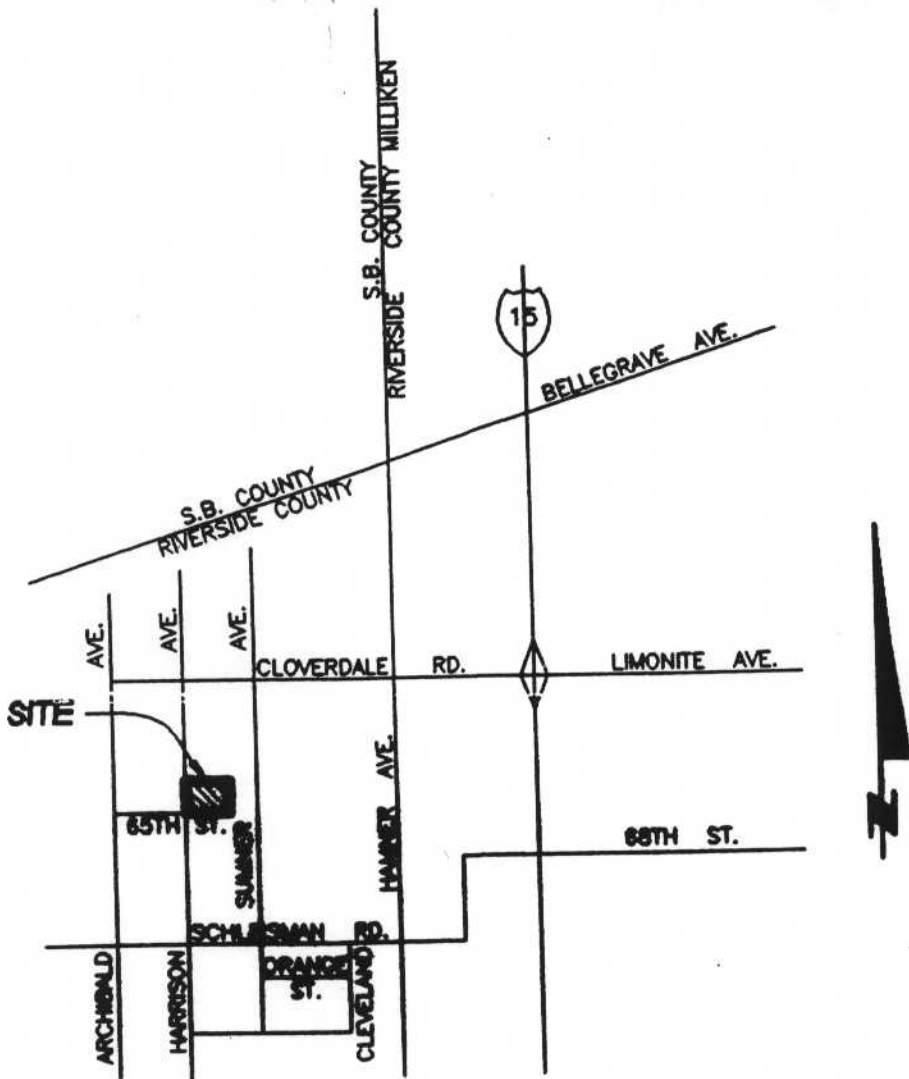 S.B. COUNTY
RIVERSIDE COUNTY MILLIKEN
15
BELLEGRAVE AVE.
S.B. COUNTY
RIVERSIDE COUNTY
AVE.
AVE.
AVE.
CLOVERDALE RD.
LIMONITE AVE.
SITE
65TH ST.
SUMNER
HAMNER AVE.
68TH ST.
SCHLEISMAN RD.
ORANGE
ST.
ARCHIBALD
HARRISON
CLEVELAND
N